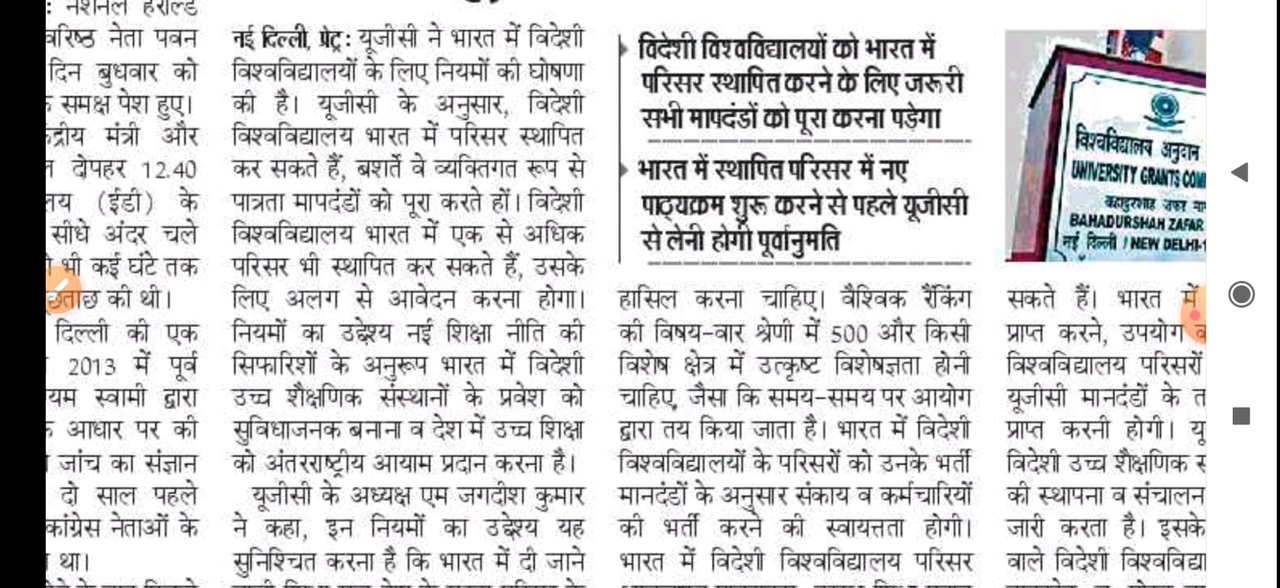 : नेशनल हेराल्ड
वरिष्ठ नेता पवन
दिन बुधवार को
समक्ष पेश हुए।
मंत्री और
दोपहर 12.40
(ईडी) के
सीधे अंदर चले
भी कई घंटे तक
की थी।
दिल्ली की एक
2013 में पूर्व
स्वामी द्वारा
आधार पर की
जांच का संज्ञान
दो साल पहले
कांग्रेस नेताओं के
था।
नई दिल्ली, प्रेट्र: यूजीसी ने भारत में विदेशी
विश्वविद्यालयों के लिए नियमों की घोषणा
की है। यूजीसी के अनुसार, विदेशी
विश्वविद्यालय भारत में परिसर स्थापित
कर सकते हैं, बशर्ते वे व्यक्तिगत रूप से
पात्रता मापदंडों को पूरा करते हों। विदेशी
विश्वविद्यालय भारत में एक से अधिक
परिसर भी स्थापित कर सकते हैं, उसके
लिए अलग से आवेदन करना होगा।
नियमों का उद्देश्य नई शिक्षा नीति की
सिफारिशों के अनुरूप भारत में विदेशी
उच्च शैक्षणिक संस्थानों के प्रवेश को
सुविधाजनक बनाना व देश में उच्च शिक्षा
को अंतरराष्ट्रीय आयाम प्रदान करना है।
यूजीसी के अध्यक्ष एम जगदीश कुमार
ने कहा, इन नियमों का उद्देश्य यह
सुनिश्चित करना है कि भारत में दी जाने
विदेशी विश्वविद्यालयों को भारत में
परिसर स्थापित करने के लिए जरूरी
सभी मापदंडों को पूरा करना पड़ेगा
भारत में स्थापित परिसर में नए
पाठ्यक्रम शुरू करने से पहले यूजीसी
से लेनी होगी पूर्वानुमति
हासिल करना चाहिए। वैश्विक रैंकिंग
की विषय-वार श्रेणी में 500 और किसी
विशेष क्षेत्र में उत्कृष्ट विशेषज्ञता होनी
चाहिए, जैसा कि समय-समय पर आयोग
द्वारा तय किया जाता है। भारत में विदेशी
विश्वविद्यालयों के परिसरों को उनके भर्ती
मानदंडों के अनुसार संकाय व कर्मचारियों
की भर्ती करने की स्वायत्तता होगी।
भारत में विदेशी विश्वविद्यालय परिसर
विश्वविद्यालय अनुदान
UNIVERSITY GRANTS COM
बहादुरशाह जफर
BAHADURSHAH ZAFAR
नई दिल्ली / NEW DELHI-1
सकते हैं। भारत में
प्राप्त करने, उपयोग
विश्वविद्यालय परिसरों
यूजीसी मानदंडों के
प्राप्त करनी होगी। यू
विदेशी उच्च शैक्षणिक
की स्थापना व संचालन
जारी करता है। इसके
वाले विदेशी विश्वविद्या